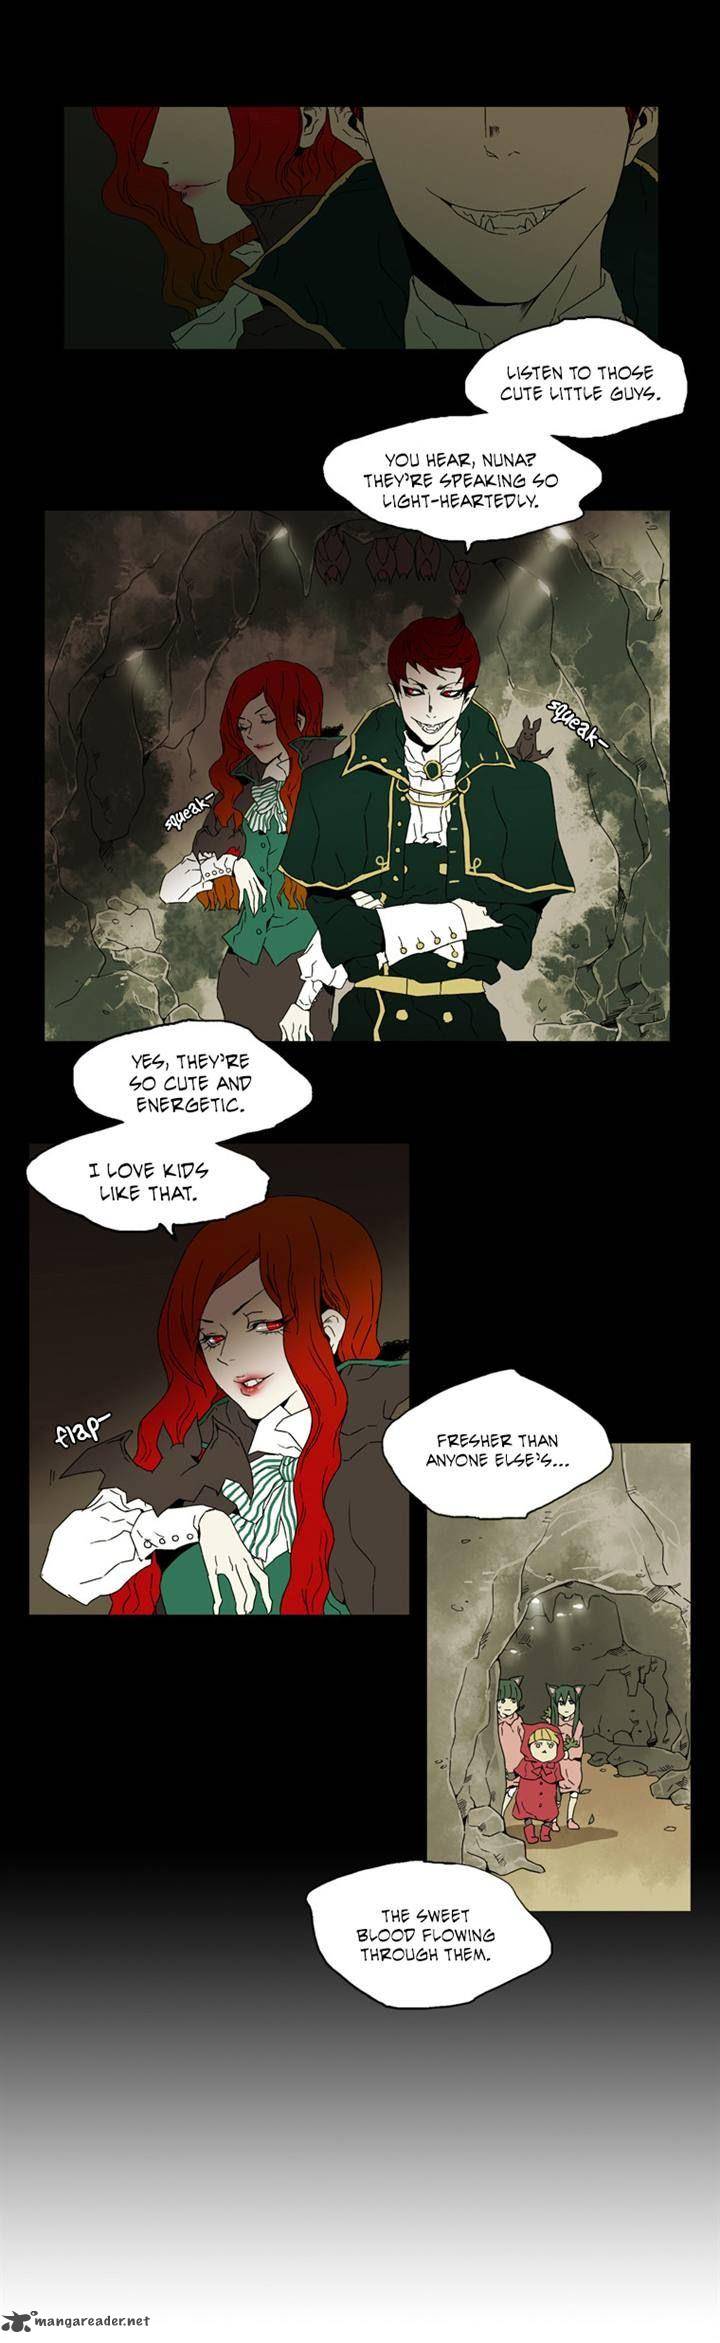 LISTEN TO THOSE
CUTE LITTLE GUYS.
YOU HEAR, NUNA?
THEY'RE SPEAKING SO
LIGHT-HEARTEDLY.
squeak-
squeak-
YES, THEY'RE
SO CUTE AND
ENERGETIC.
I LOVE KIDS
LIKE THAT.
flap-
FRESHER THAN
ANYONE ELSE'S...
THE SWEET
BLOOD FLOWING
THROUGH THEM.
mangareader.net